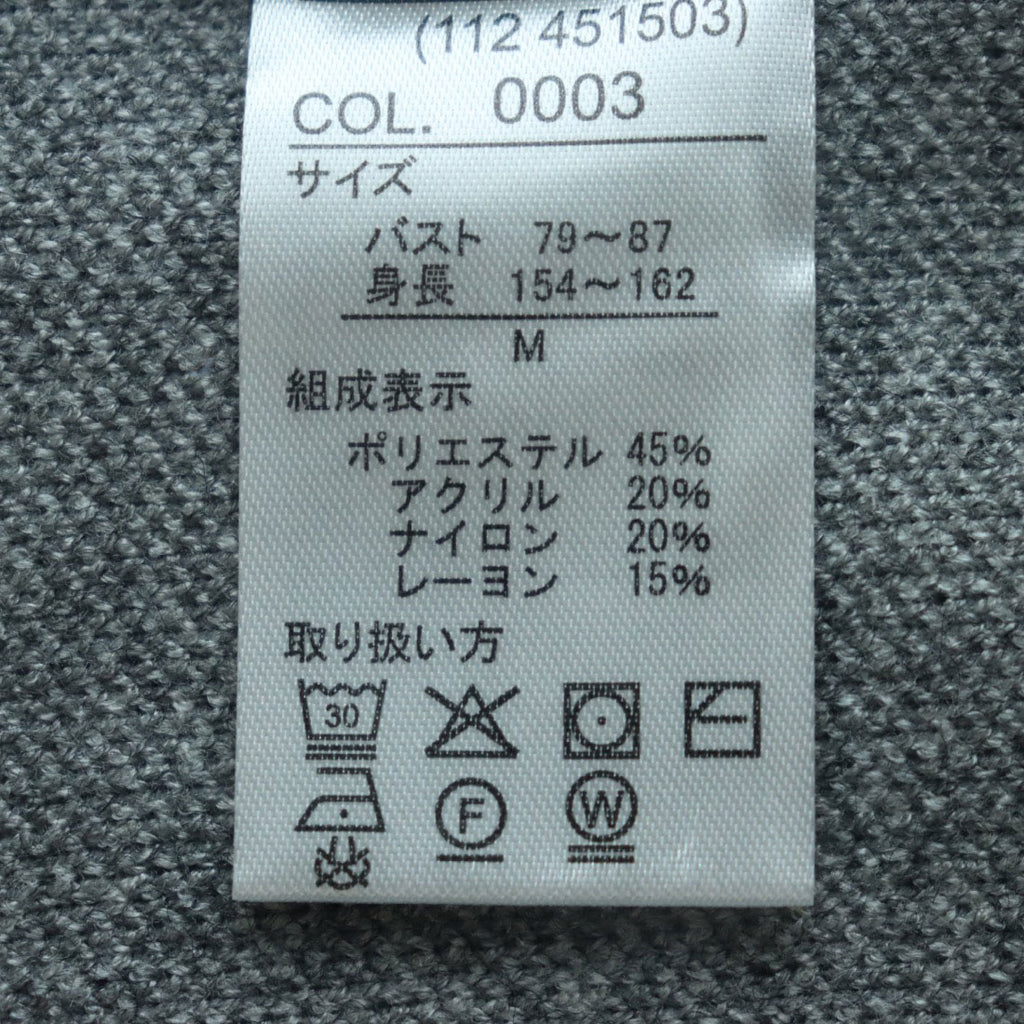 (112 451503)
COL. 0003
サイズ
バスト 79～87
身長 154～162
M
組成表示
ポリエステル 45%
アクリル 20%
ナイロン 20%
レーヨン 15%
取り扱い方
30
F W